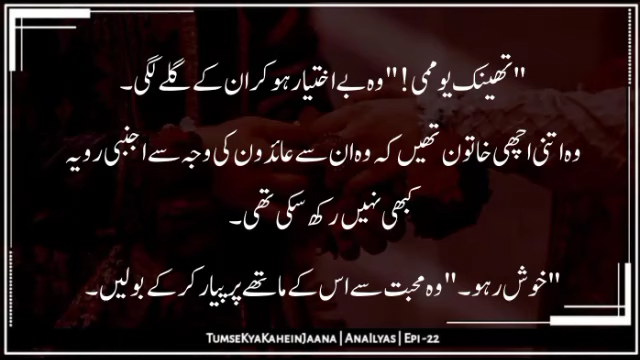 "تھینک یو ممی!" وہ بے اختیار ہو کر ان کے گلے لگی۔
وہ اتنی اچھی خاتون تھیں کہ وہ ان سے عائذون کی وجہ سے اجنبی رویہ
کبھی نہیں رکھ سکی تھی۔
"خوش رہو۔" وہ محبت سے اس کے ماتھے پر پیار کر کے بولیں۔
TumseKyaKaheinJaana | AnaIlyas | Epi -22